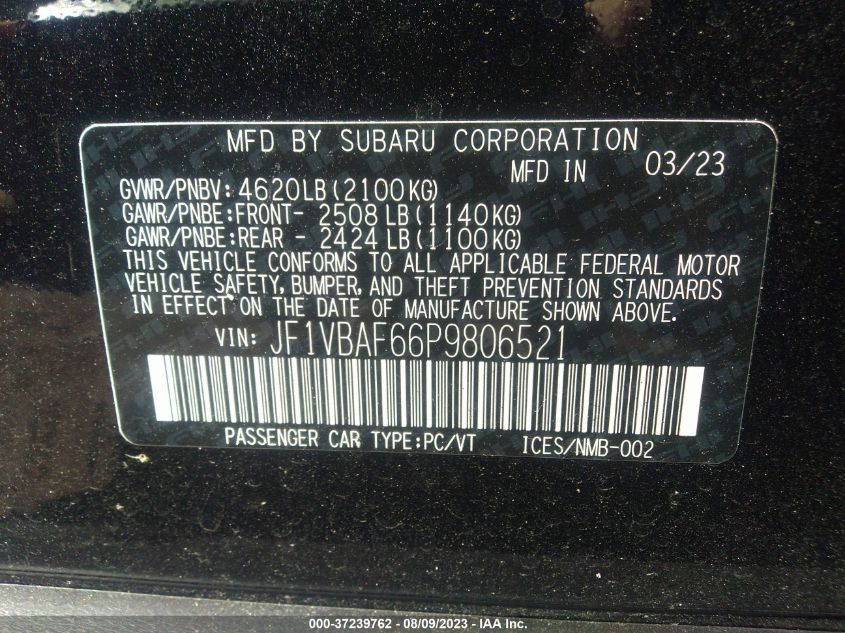 MFD BY SUBARU CORPORATION
MFD IN 03/23
GVWR/PNBV: 4620LB(2100KG)
GAWR/PNBE:FRONT- 2508 LB(1140KG)
GAWR/PNBE:REAR - 2424 LB(1100KG)
THIS VEHICLE CONFORMS TO ALL APPLICABLE FEDERAL MOTOR
VEHICLE SAFETY, BUMPER, AND THEFT PREVENTION STANDARDS
IN EFFECT ON THE DATE OF MANUFACTURE SHOWN ABOVE.
VIN: JF1VBAF66P9806521
PASSENGER CAR TYPE:PC/VT ICES/NMB-002
000-37239762 - 08/09/2023 - © IAA, Inc.